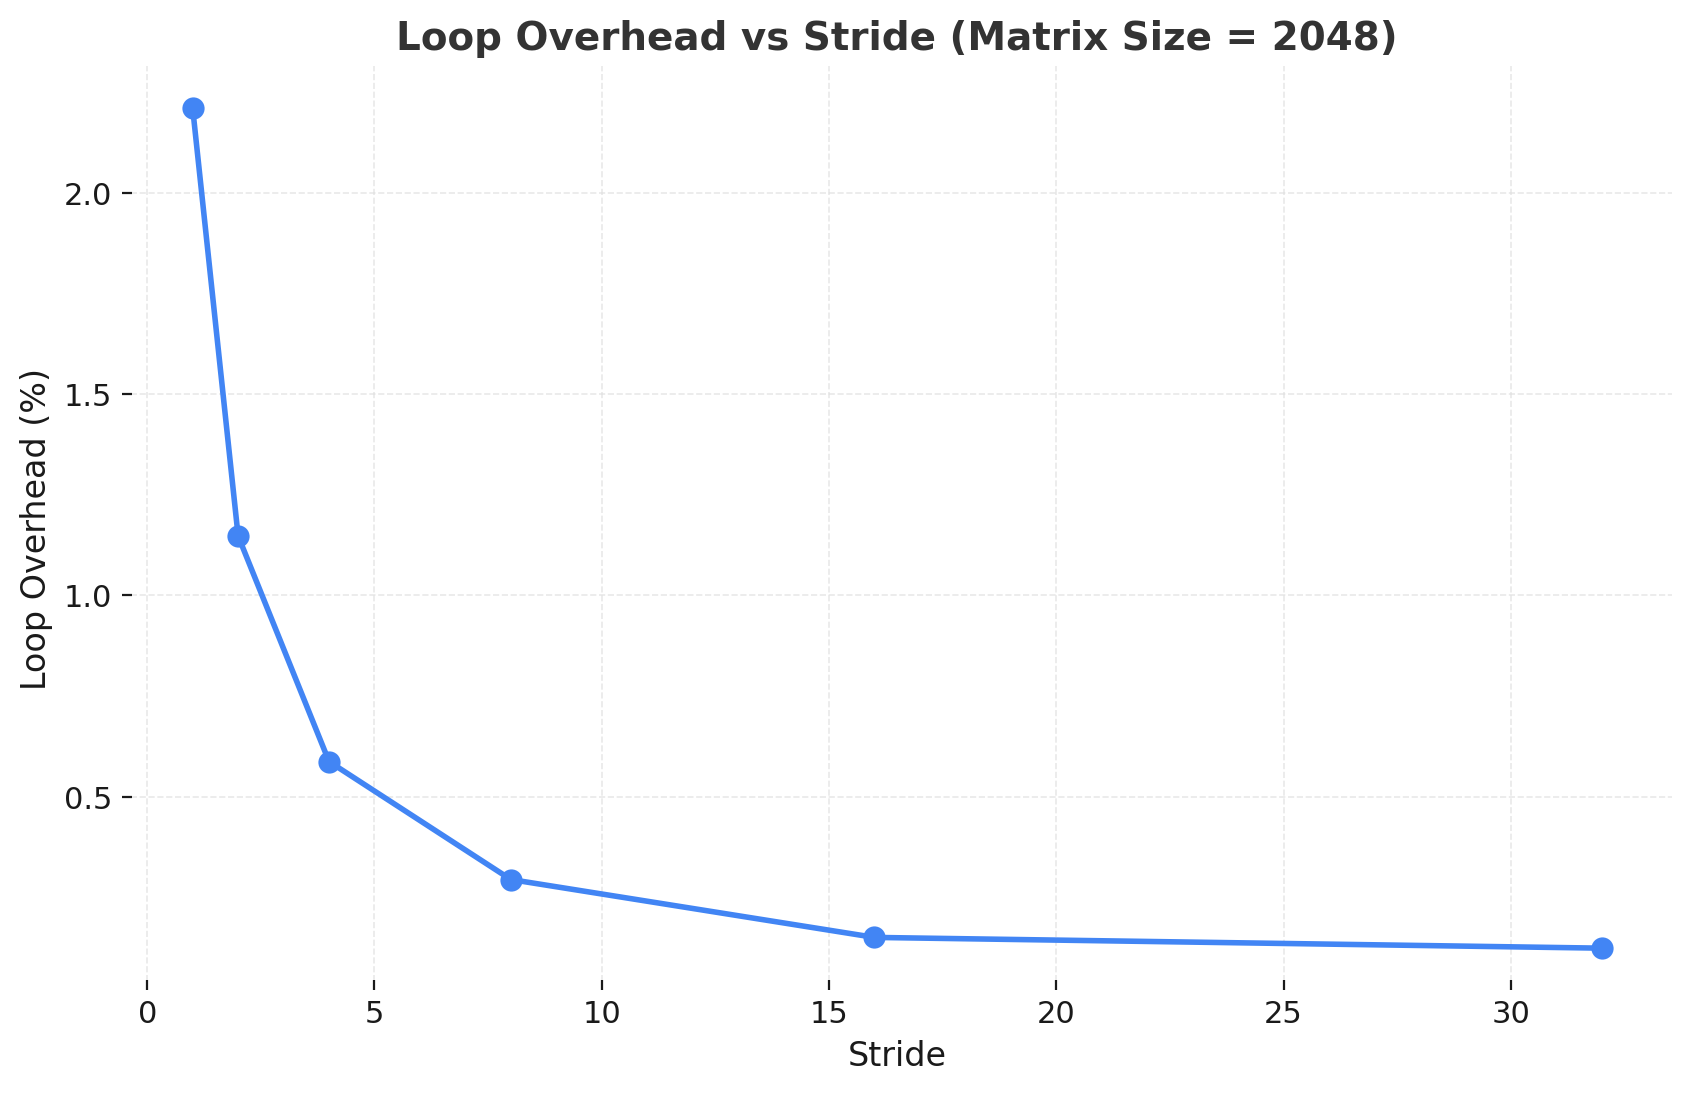 Loop Overhead vs Stride (Matrix Size = 2048)
Loop Overhead (%)
2.0
1.5
1.0
0.5
0 5 10 15 20 25 30
Stride